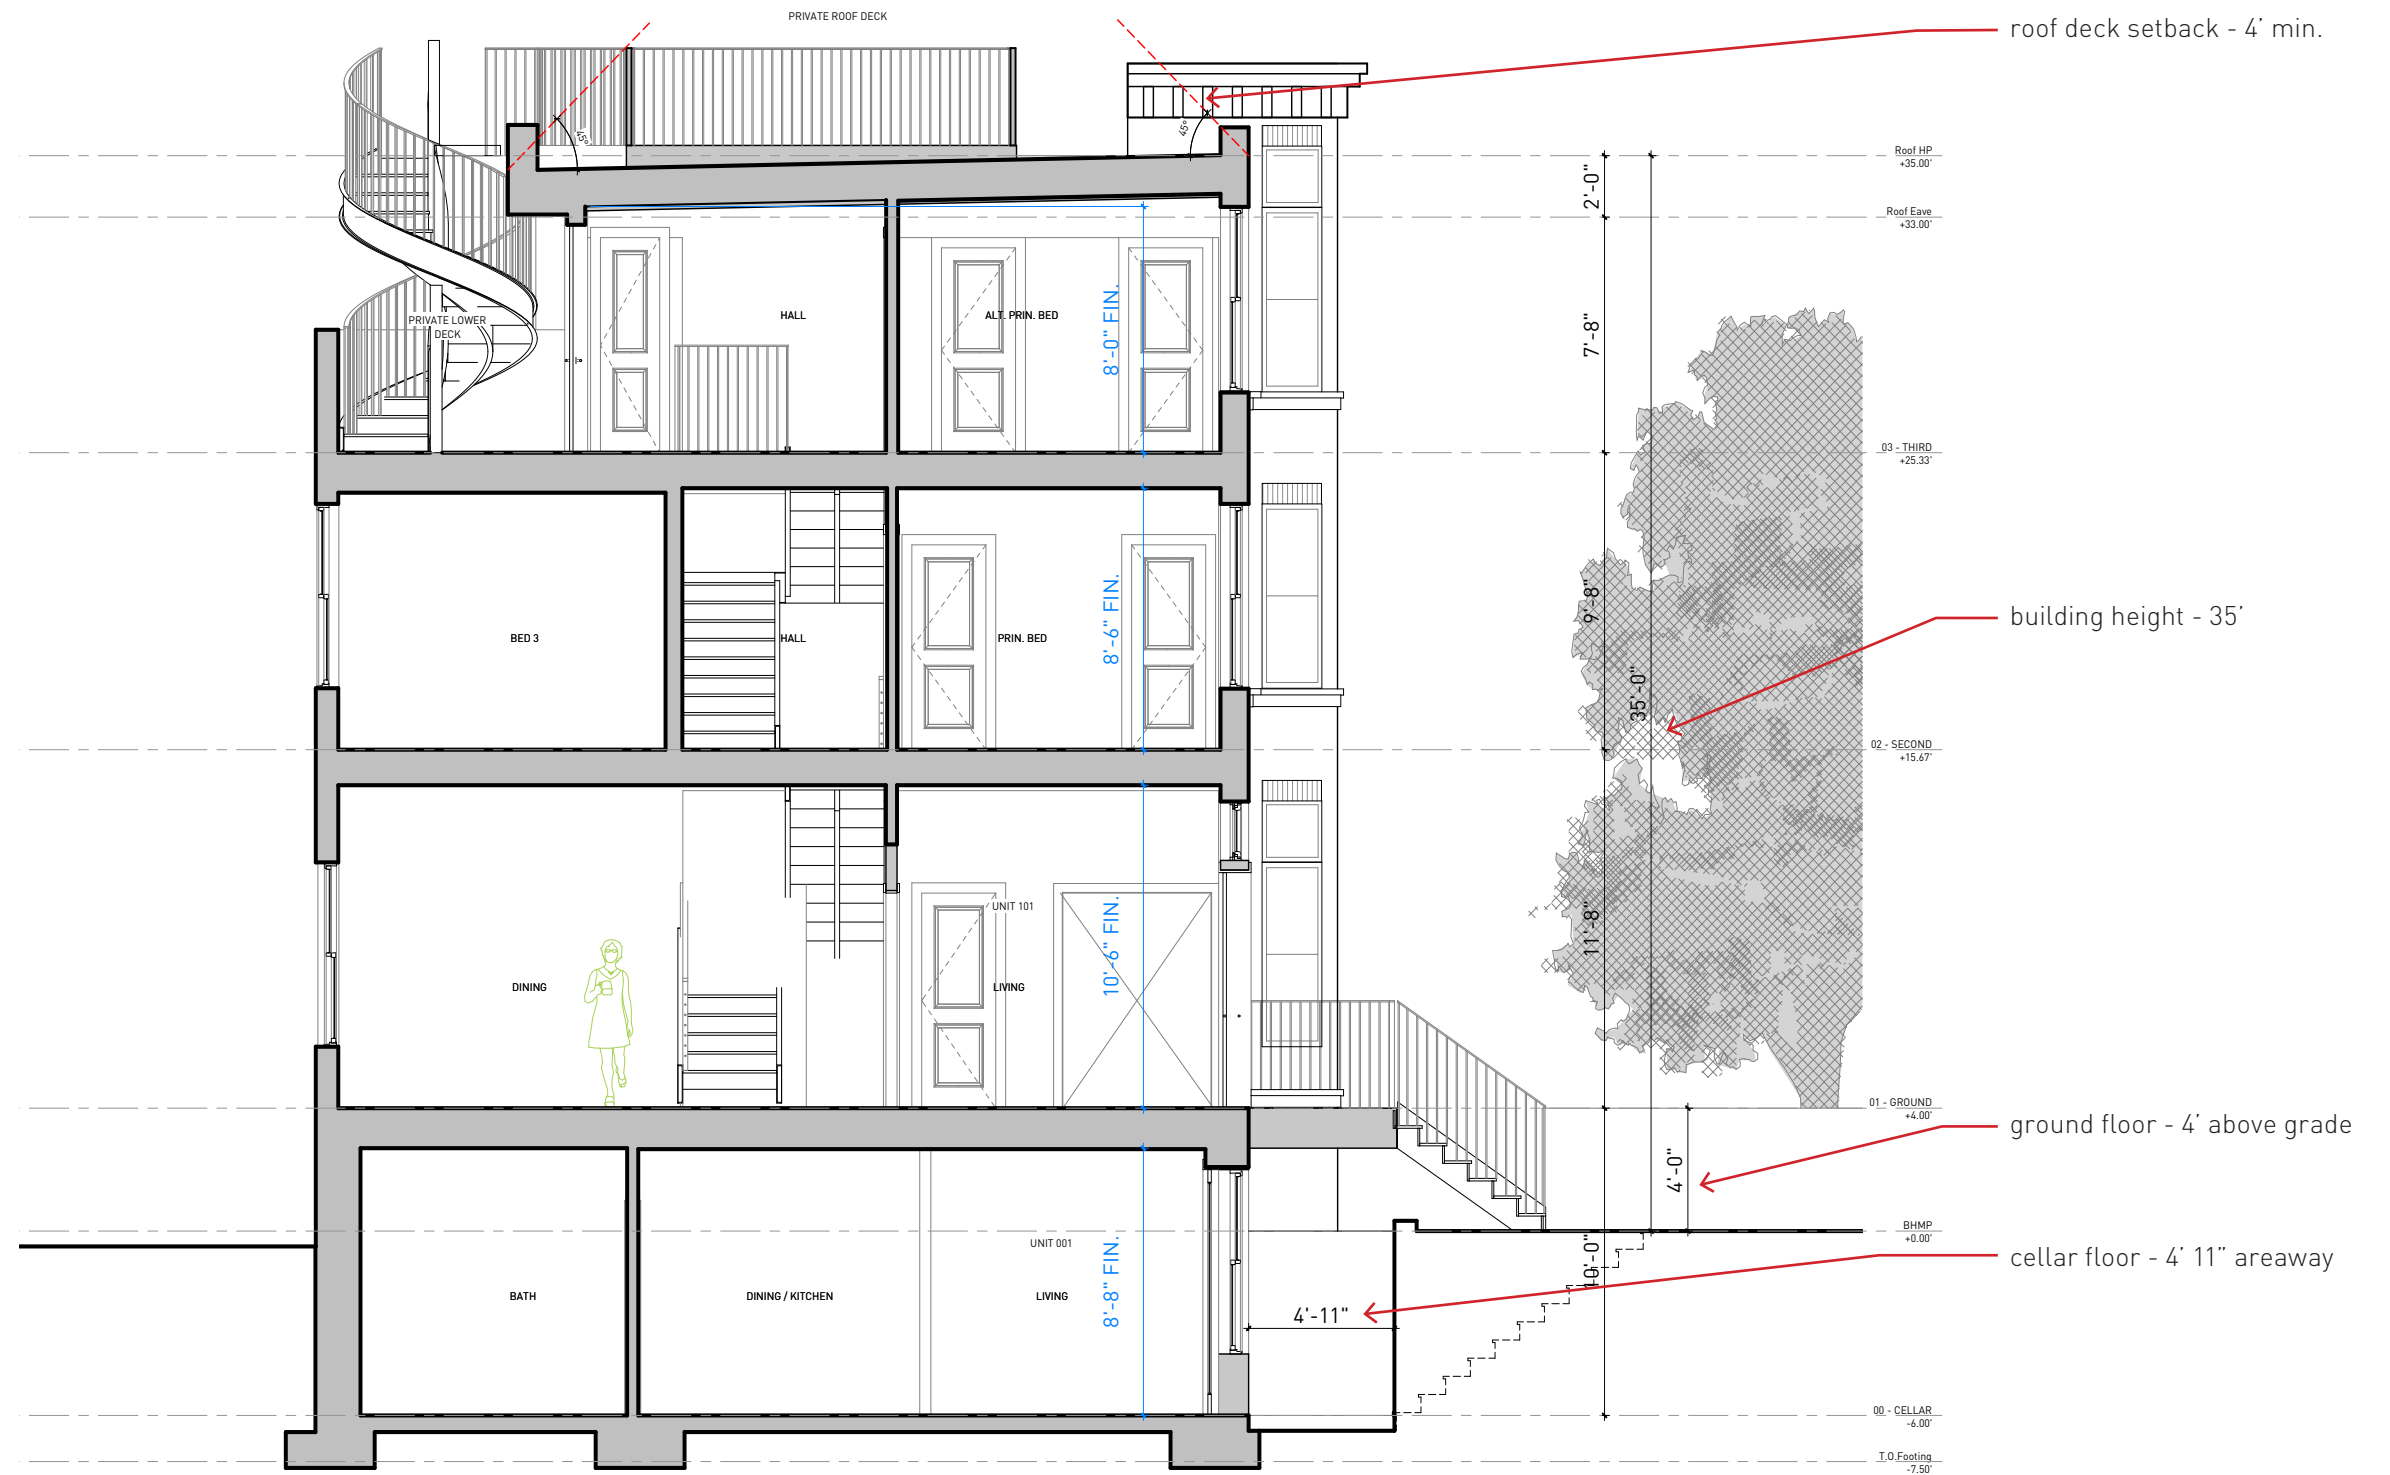 PRIVATE ROOF DECK
roof deck setback - 4’ min.
45°
45°
Roof HP
+35.00'
2'-0"
Roof Eave
+33.00'
PRIVATE LOWER
DECK
HALL
ALT. PRIN. BED
8'-0" FIN.
7'-8"
03 - THIRD
+25.33'
BED 3
HALL
PRIN. BED
8'-6" FIN.
9'-8"
building height - 35’
35'-0"
02 - SECOND
+15.67'
UNIT 101
DINING
LIVING
10'-6" FIN.
11'-8"
01 - GROUND
+4.00'
ground floor - 4’ above grade
4'-0"
BHMP
+0.00'
UNIT 001
cellar floor - 4’ 11” areaway
BATH
DINING / KITCHEN
LIVING
8'-8" FIN.
4'-11"
10'-0"
00 - CELLAR
-6.00'
T.O.Footing
-7.50'